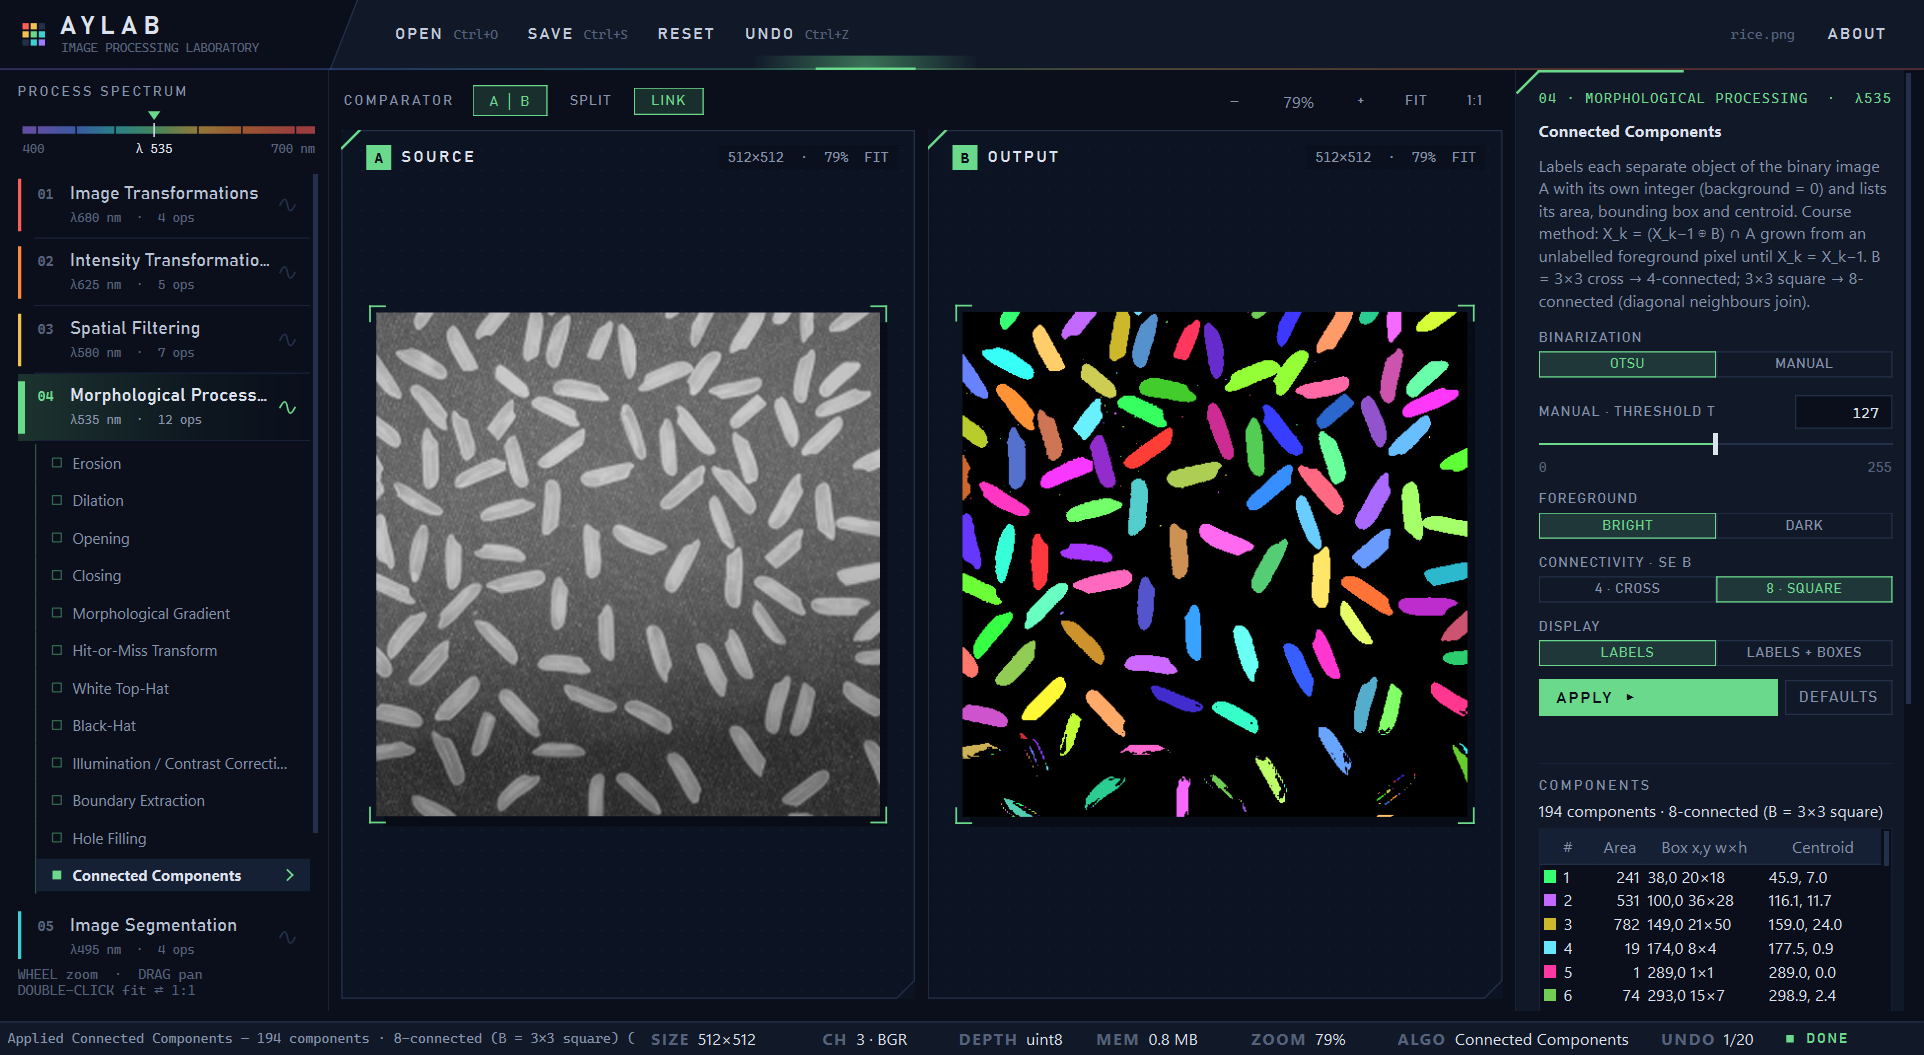 AYLAB
IMAGE PROCESSING LABORATORY
OPEN Ctrl+O SAVE Ctrl+S RESET UNDO Ctrl+Z
rice.png ABOUT
PROCESS SPECTRUM
400 λ 535 700 nm
01 Image Transformations
λ680 nm · 4 ops
02 Intensity Transformatio...
λ625 nm · 5 ops
03 Spatial Filtering
λ580 nm · 7 ops
04 Morphological Process...
λ535 nm · 12 ops
Erosion
Dilation
Opening
Closing
Morphological Gradient
Hit-or-Miss Transform
White Top-Hat
Black-Hat
Illumination / Contrast Correcti...
Boundary Extraction
Hole Filling
Connected Components
05 Image Segmentation
λ495 nm · 4 ops
WHEEL zoom · DRAG pan
DOUBLE-CLICK fit ⇄ 1:1
COMPARATOR A | B SPLIT LINK
− 79% + FIT 1:1
A SOURCE 512×512 · 79% FIT
B OUTPUT 512×512 · 79% FIT
04 · MORPHOLOGICAL PROCESSING · λ535
Connected Components
Labels each separate object of the binary image
A with its own integer (background = 0) and lists
its area, bounding box and centroid. Course
method: X_k = (X_k−1 ⊕ B) ∩ A grown from an
unlabelled foreground pixel until X_k = X_k−1. B
= 3×3 cross → 4-connected; 3×3 square → 8-
connected (diagonal neighbours join).
BINARIZATION
OTSU MANUAL
MANUAL · THRESHOLD T 127
0 255
FOREGROUND
BRIGHT DARK
CONNECTIVITY · SE B
4 · CROSS 8 · SQUARE
DISPLAY
LABELS LABELS + BOXES
APPLY ▸ DEFAULTS
COMPONENTS
194 components · 8-connected (B = 3×3 square)
# Area Box x,y w×h Centroid
1 241 38,0 20×18 45.9, 7.0
2 531 100,0 36×28 116.1, 11.7
3 782 149,0 21×50 159.0, 24.0
4 19 174,0 8×4 177.5, 0.9
5 1 289,0 1×1 289.0, 0.0
6 74 293,0 15×7 298.9, 2.4
Applied Connected Components — 194 components · 8-connected (B = 3×3 square) ( SIZE 512×512 CH 3 · BGR DEPTH uint8 MEM 0.8 MB ZOOM 79% ALGO Connected Components UNDO 1/20 DONE